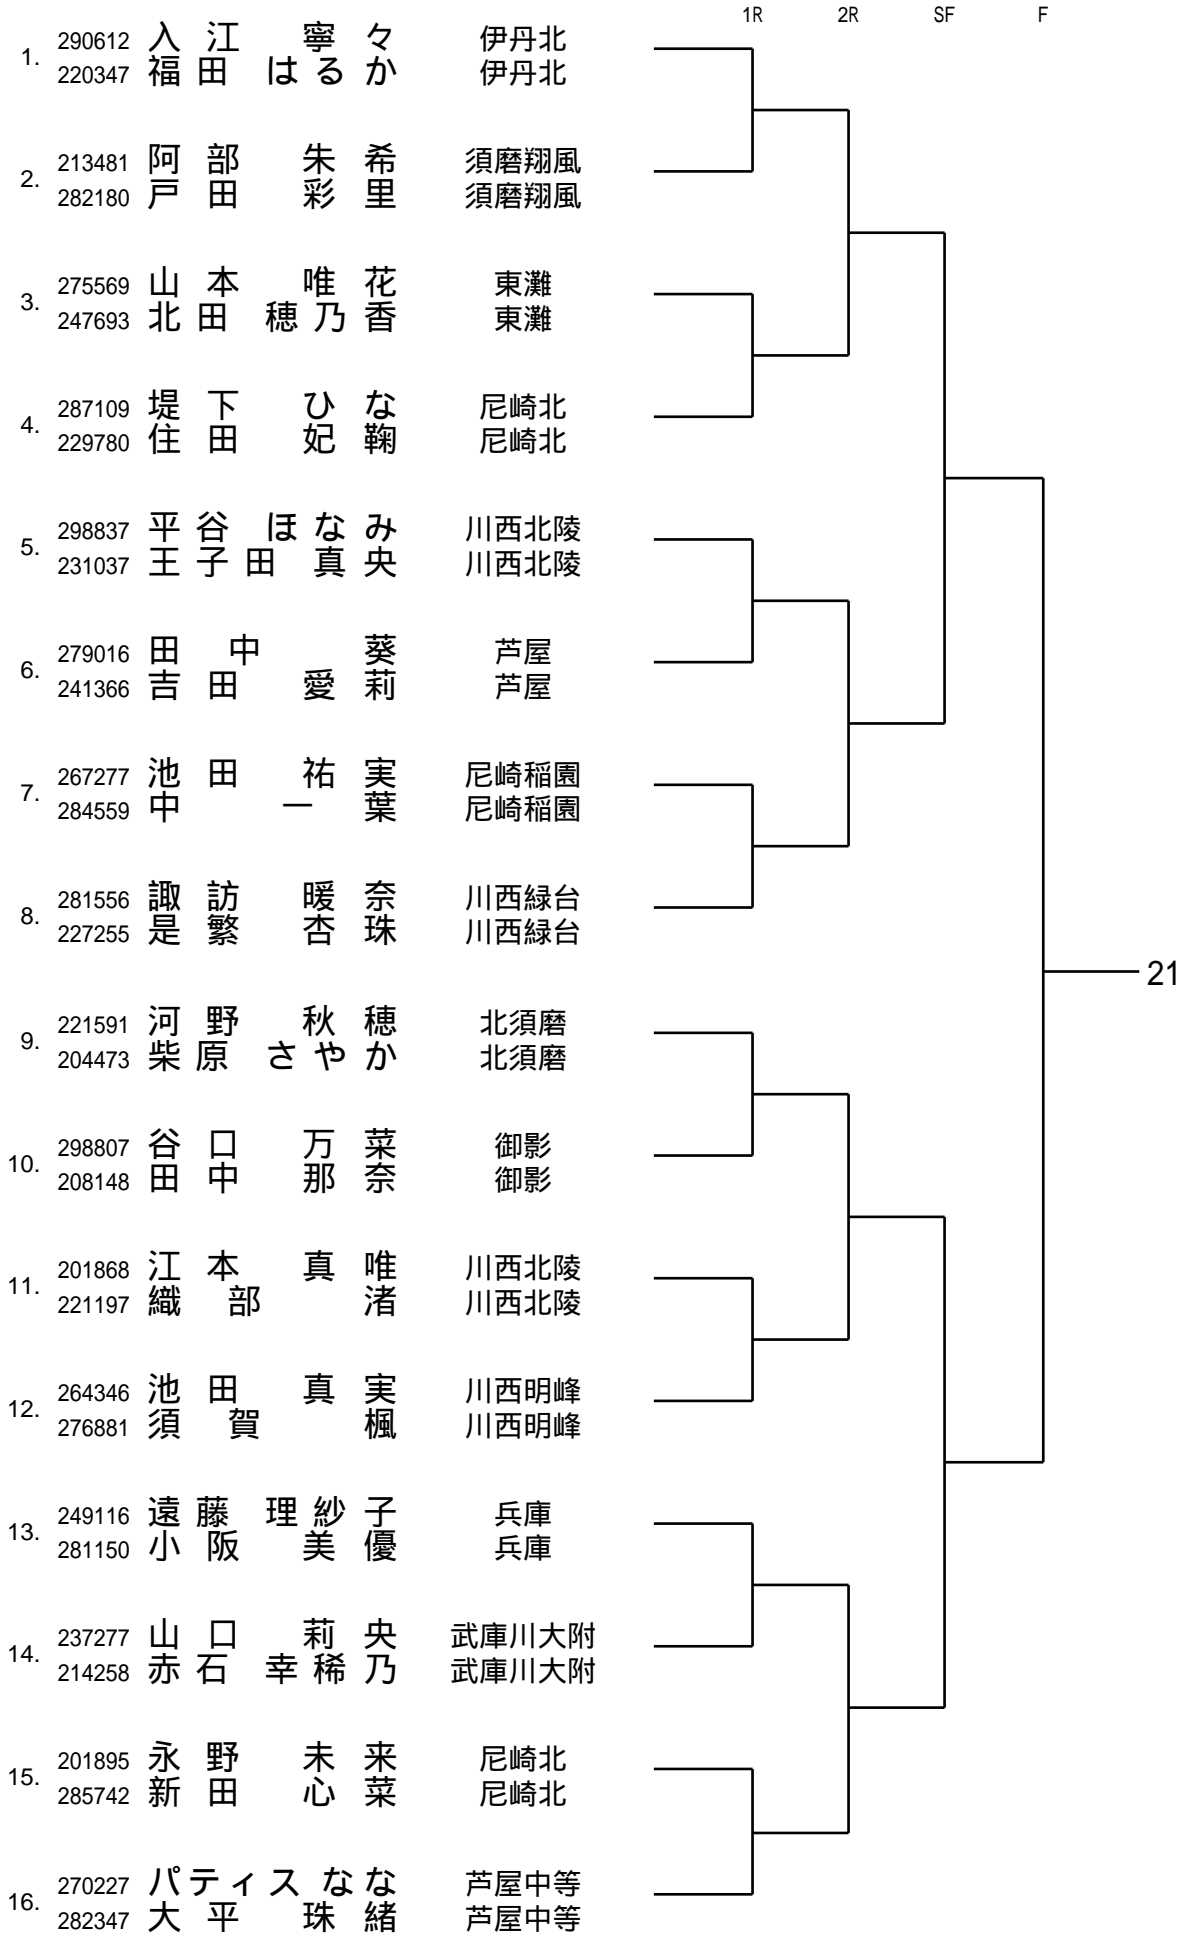 1R 2R SF F
1.
290612 入江 寧々 伊丹北
220347 福田 はるか 伊丹北
2.
213481 阿部 朱希 須磨翔風
282180 戸田 彩里 須磨翔風
3.
275569 山本 唯花 東灘
247693 北田 穂乃香 東灘
4.
287109 堤下 ひな 尼崎北
229780 住田 妃鞠 尼崎北
5.
298837 平谷 ほなみ 川西北陵
231037 王子田 真央 川西北陵
6.
279016 田中 葵 芦屋
241366 吉田 愛莉 芦屋
7.
267277 池田 祐実 尼崎稲園
284559 中 一葉 尼崎稲園
8.
281556 諏訪 暖奈 川西緑台
227255 是繁 杏珠 川西緑台
21
9.
221591 河野 秋穂 北須磨
204473 柴原 さやか 北須磨
10.
298807 谷口 万菜 御影
208148 田中 那奈 御影
11.
201868 江本 真唯 川西北陵
221197 織部 渚 川西北陵
12.
264346 池田 真実 川西明峰
276881 須賀 楓 川西明峰
13.
249116 遠藤 理紗子 兵庫
281150 小阪 美優 兵庫
14.
237277 山口 莉央 武庫川大附
214258 赤石 幸稀乃 武庫川大附
15.
201895 永野 未来 尼崎北
285742 新田 心菜 尼崎北
16.
270227 パティス なな 芦屋中等
282347 大平 珠緒 芦屋中等